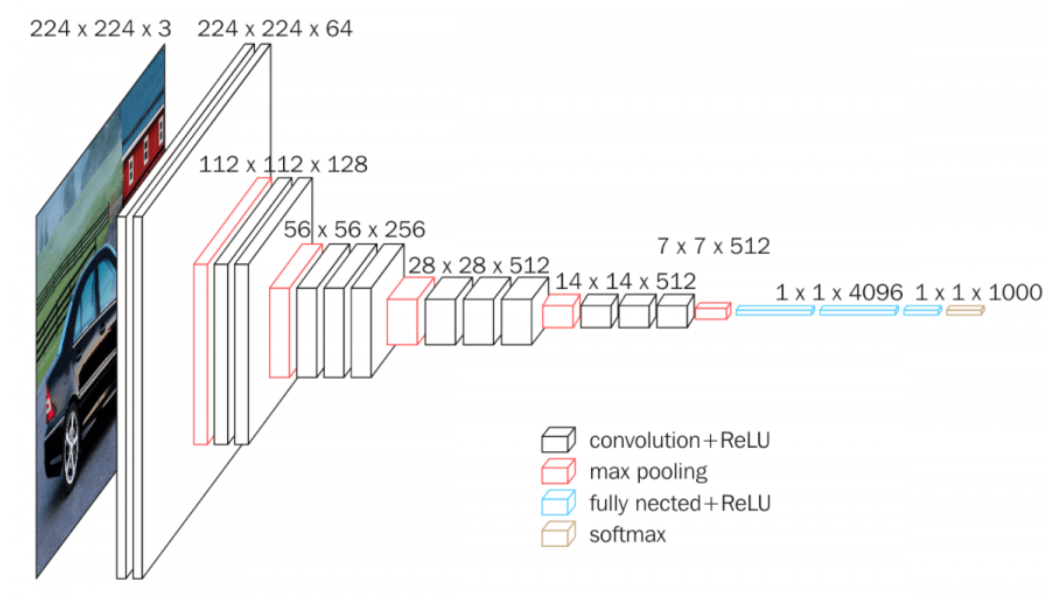 224 x 224 x 3
224 x 224 x 64
112 x 112 x 128
56 x 56 x 256
28 x 28 x 512
14 x 14 x 512
7 x 7 x 512
1 x 1 x 4096
1 x 1 x 1000
convolution+ReLU
max pooling
fully nected+ReLU
softmax